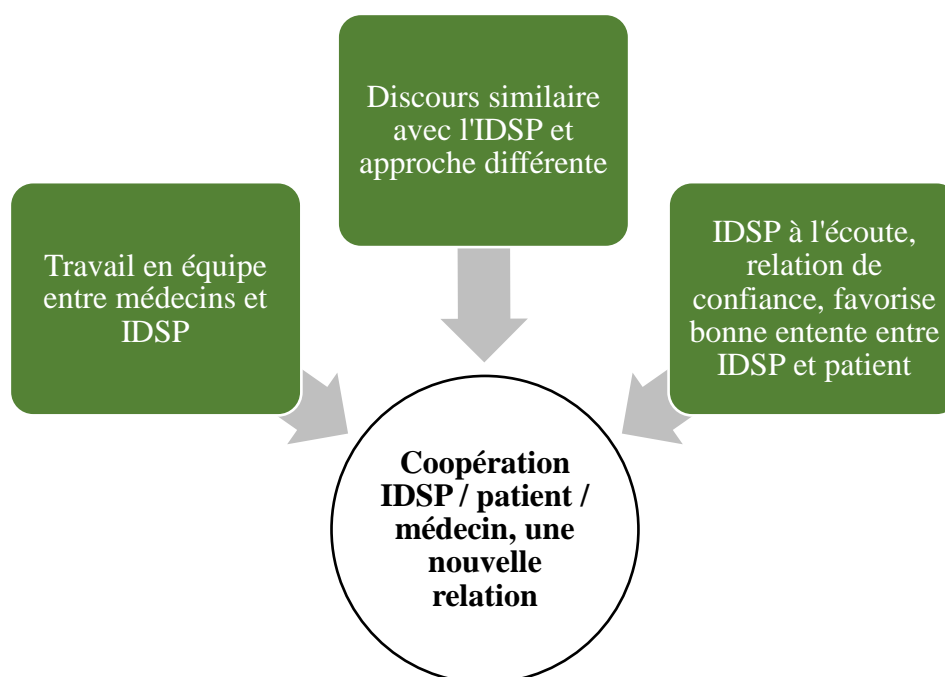 Discours similaire
avec l'IDSP et
approche différente
Travail en équipe
entre médecins et
IDSP
IDSP à l'écoute,
relation de
confiance, favorise
bonne entente entre
IDSP et patient
Coopération
IDSP / patient /
médecin, une
nouvelle
relation